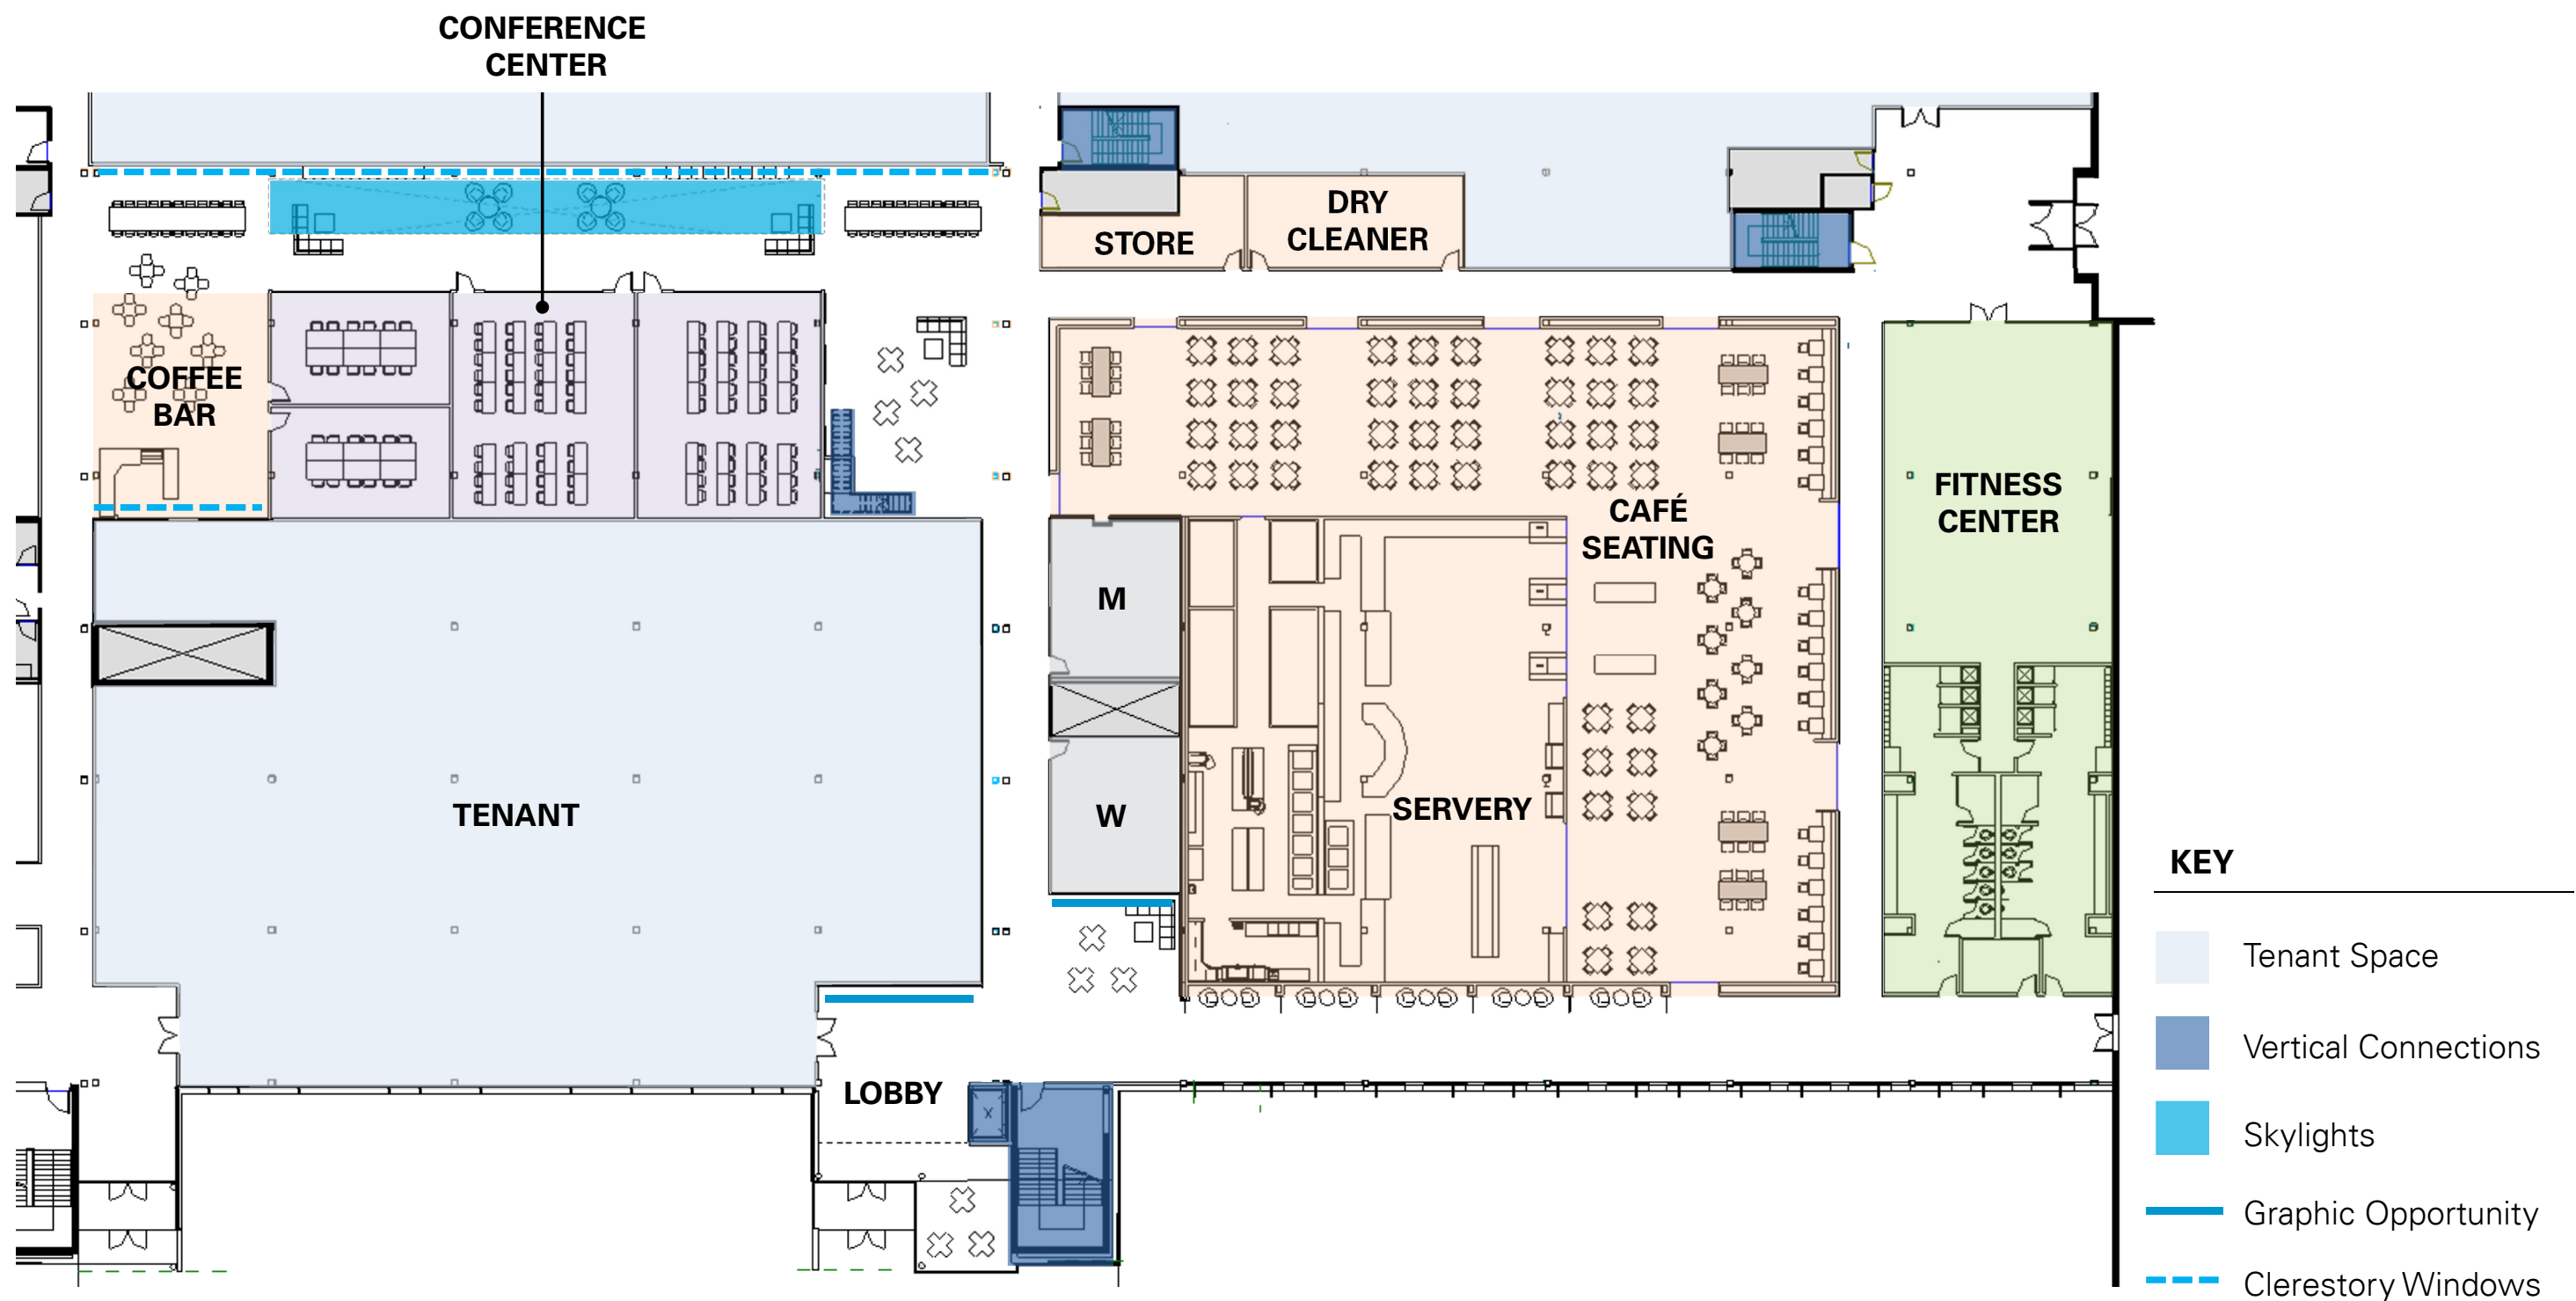 CONFERENCE
CENTER
STORE
DRY
CLEANER
COFFEE
BAR
FITNESS
CENTER
CAFÉ
SEATING
M
W
SERVERY
TENANT
LOBBY
KEY
Tenant Space
Vertical Connections
Skylights
Graphic Opportunity
Clerestory Windows